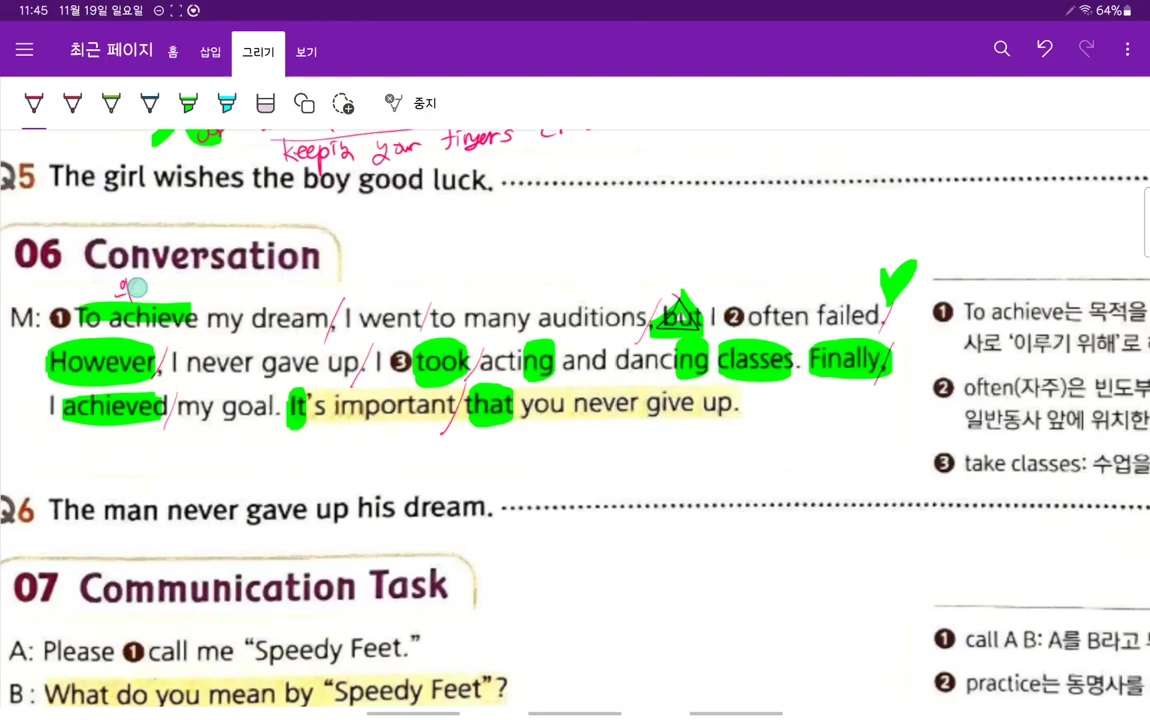 11:45 11월 19일 일요일 64%
최근 페이지 홈 삽입 그리기 보기
중지
keepin your fingers
Q5 The girl wishes the boy good luck.
06 Conversation
M: ❶ To achieve my dream, I went to many auditions, but I ❷ often failed.
However, I never gave up. I ❸ took acting and dancing classes. Finally,
I achieved my goal. It's important that you never give up.
❶ To achieve는 목적을
사로 '이루기 위해'로
❷ often(자주)은 빈도부
일반동사 앞에 위치한
❸ take classes: 수업을
Q6 The man never gave up his dream.
07 Communication Task
A: Please ❶ call me “Speedy Feet.”
B: What do you mean by “Speedy Feet”?
❶ call A B: A를 B라고
❷ practice는 동명사를